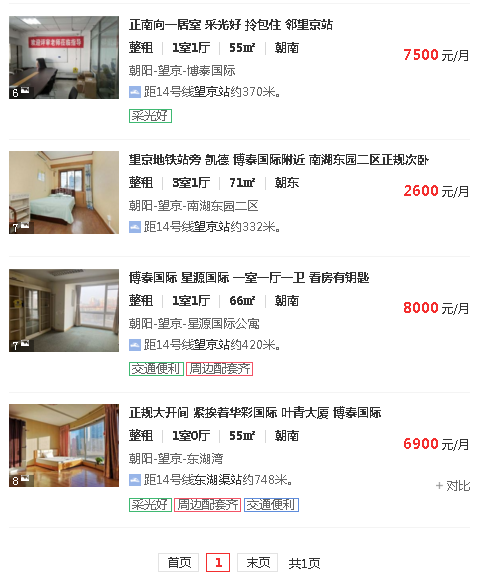 正南向一居室 采光好 拎包住 邻里京站
整租 1室1厅 55m² 朝南
7500元/月
朝阳-望京-博泰国际
距14号线望京站约370米。
6
采光好
里京地铁站旁 凯德 博泰国际附近 南湖东园二区正规次卧
整租 3室1厅 71m² 朝东
2600元/月
朝阳-望京-南湖东园二区
距14号线望京站约332米。
7
博泰国际 星源国际 一室一厅一卫 看房有钥匙
整租 1室1厅 66m² 朝南
8000元/月
朝阳-望京-星源国际公寓
距14号线望京站约420米。
7
交通便利 周边配套齐
正规大开间 紧挨着华彩国际 叶青大厦 博泰国际
整租 1室0厅 55m² 朝南
6900元/月
朝阳-望京-东湖湾
距14号线东湖渠站约748米。
+ 对比
8
采光好 周边配套齐 交通便利
首页 1 末页 共1页